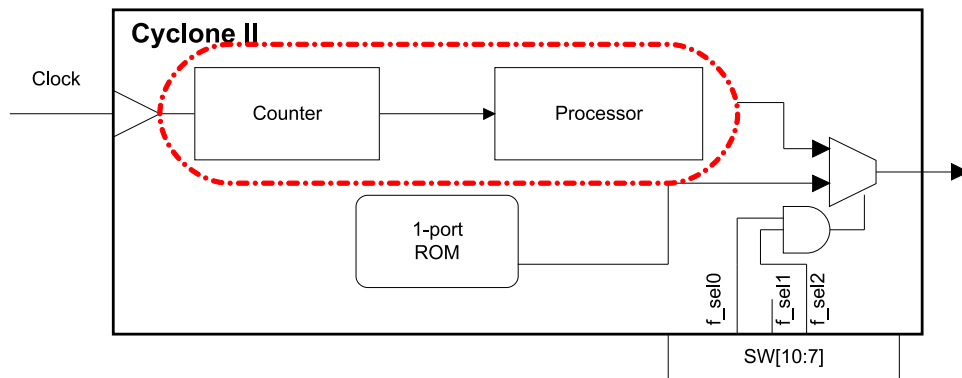 Cyclone II
Clock
Counter
Processor
1-port
ROM
f_sel0
f_sel1
f_sel2
SW[10:7]